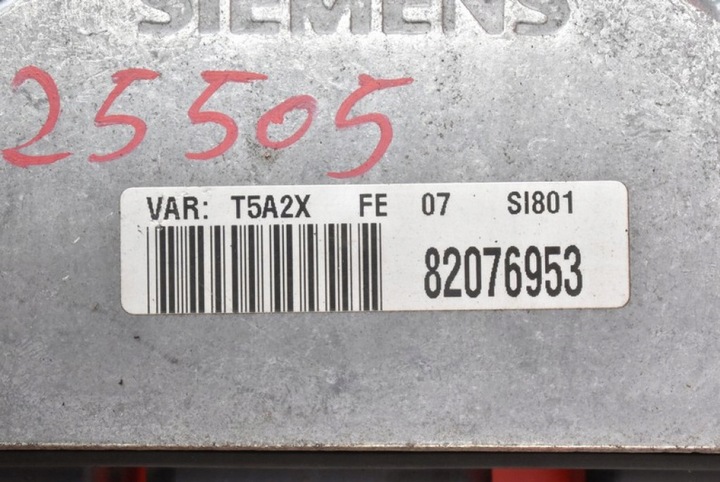 SIEMENS
25505
VAR: T5A2X FE 07 SI801
82076953